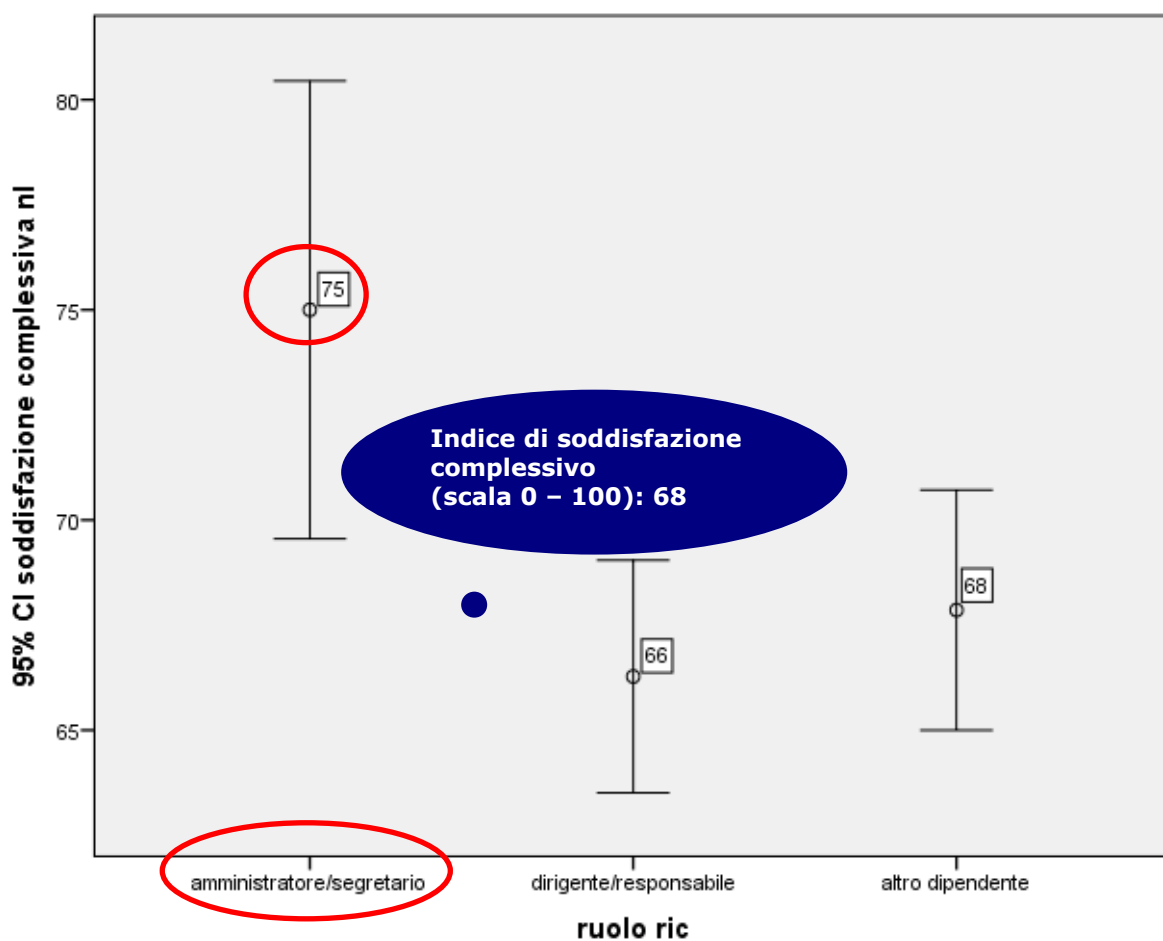 95% CI soddisfazione complessiva nl
80
75
70
65
75
66
68
Indice di soddisfazione
complessivo
(scala 0 – 100): 68
amministratore/segretario
dirigente/responsabile
altro dipendente
ruolo ric